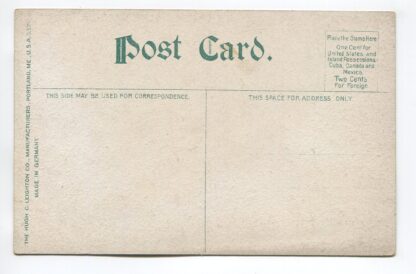 Post Card.
Place the Stamp Here
One Cent for
United States and
Island Possessions
Cuba, Canada and
Mexico.
Two Cents
For Foreign
THIS SIDE MAY BE USED FOR CORRESPONDENCE.
THIS SPACE FOR ADDRESS ONLY.
THE HUGH C. LEIGHTON CO., MANUFACTURERS, PORTLAND, ME., U.S.A.
MADE IN GERMANY